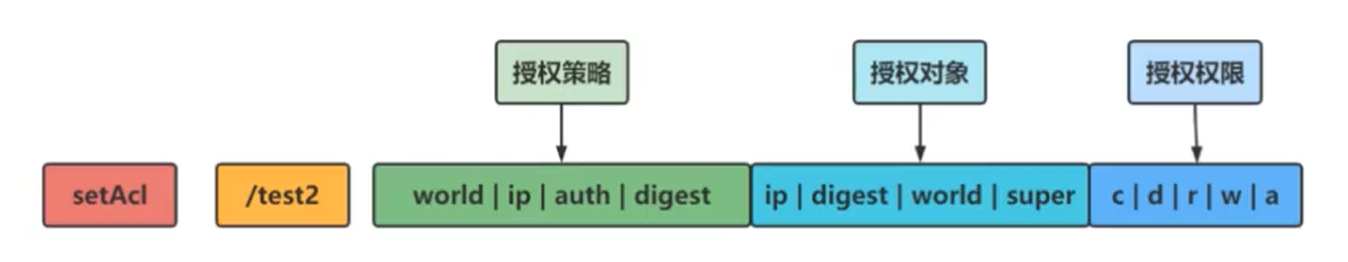 授权策略
授权对象
授权权限
setAcl
/test2
world | ip | auth | digest
ip | digest | world | super
c | d | r | w | a